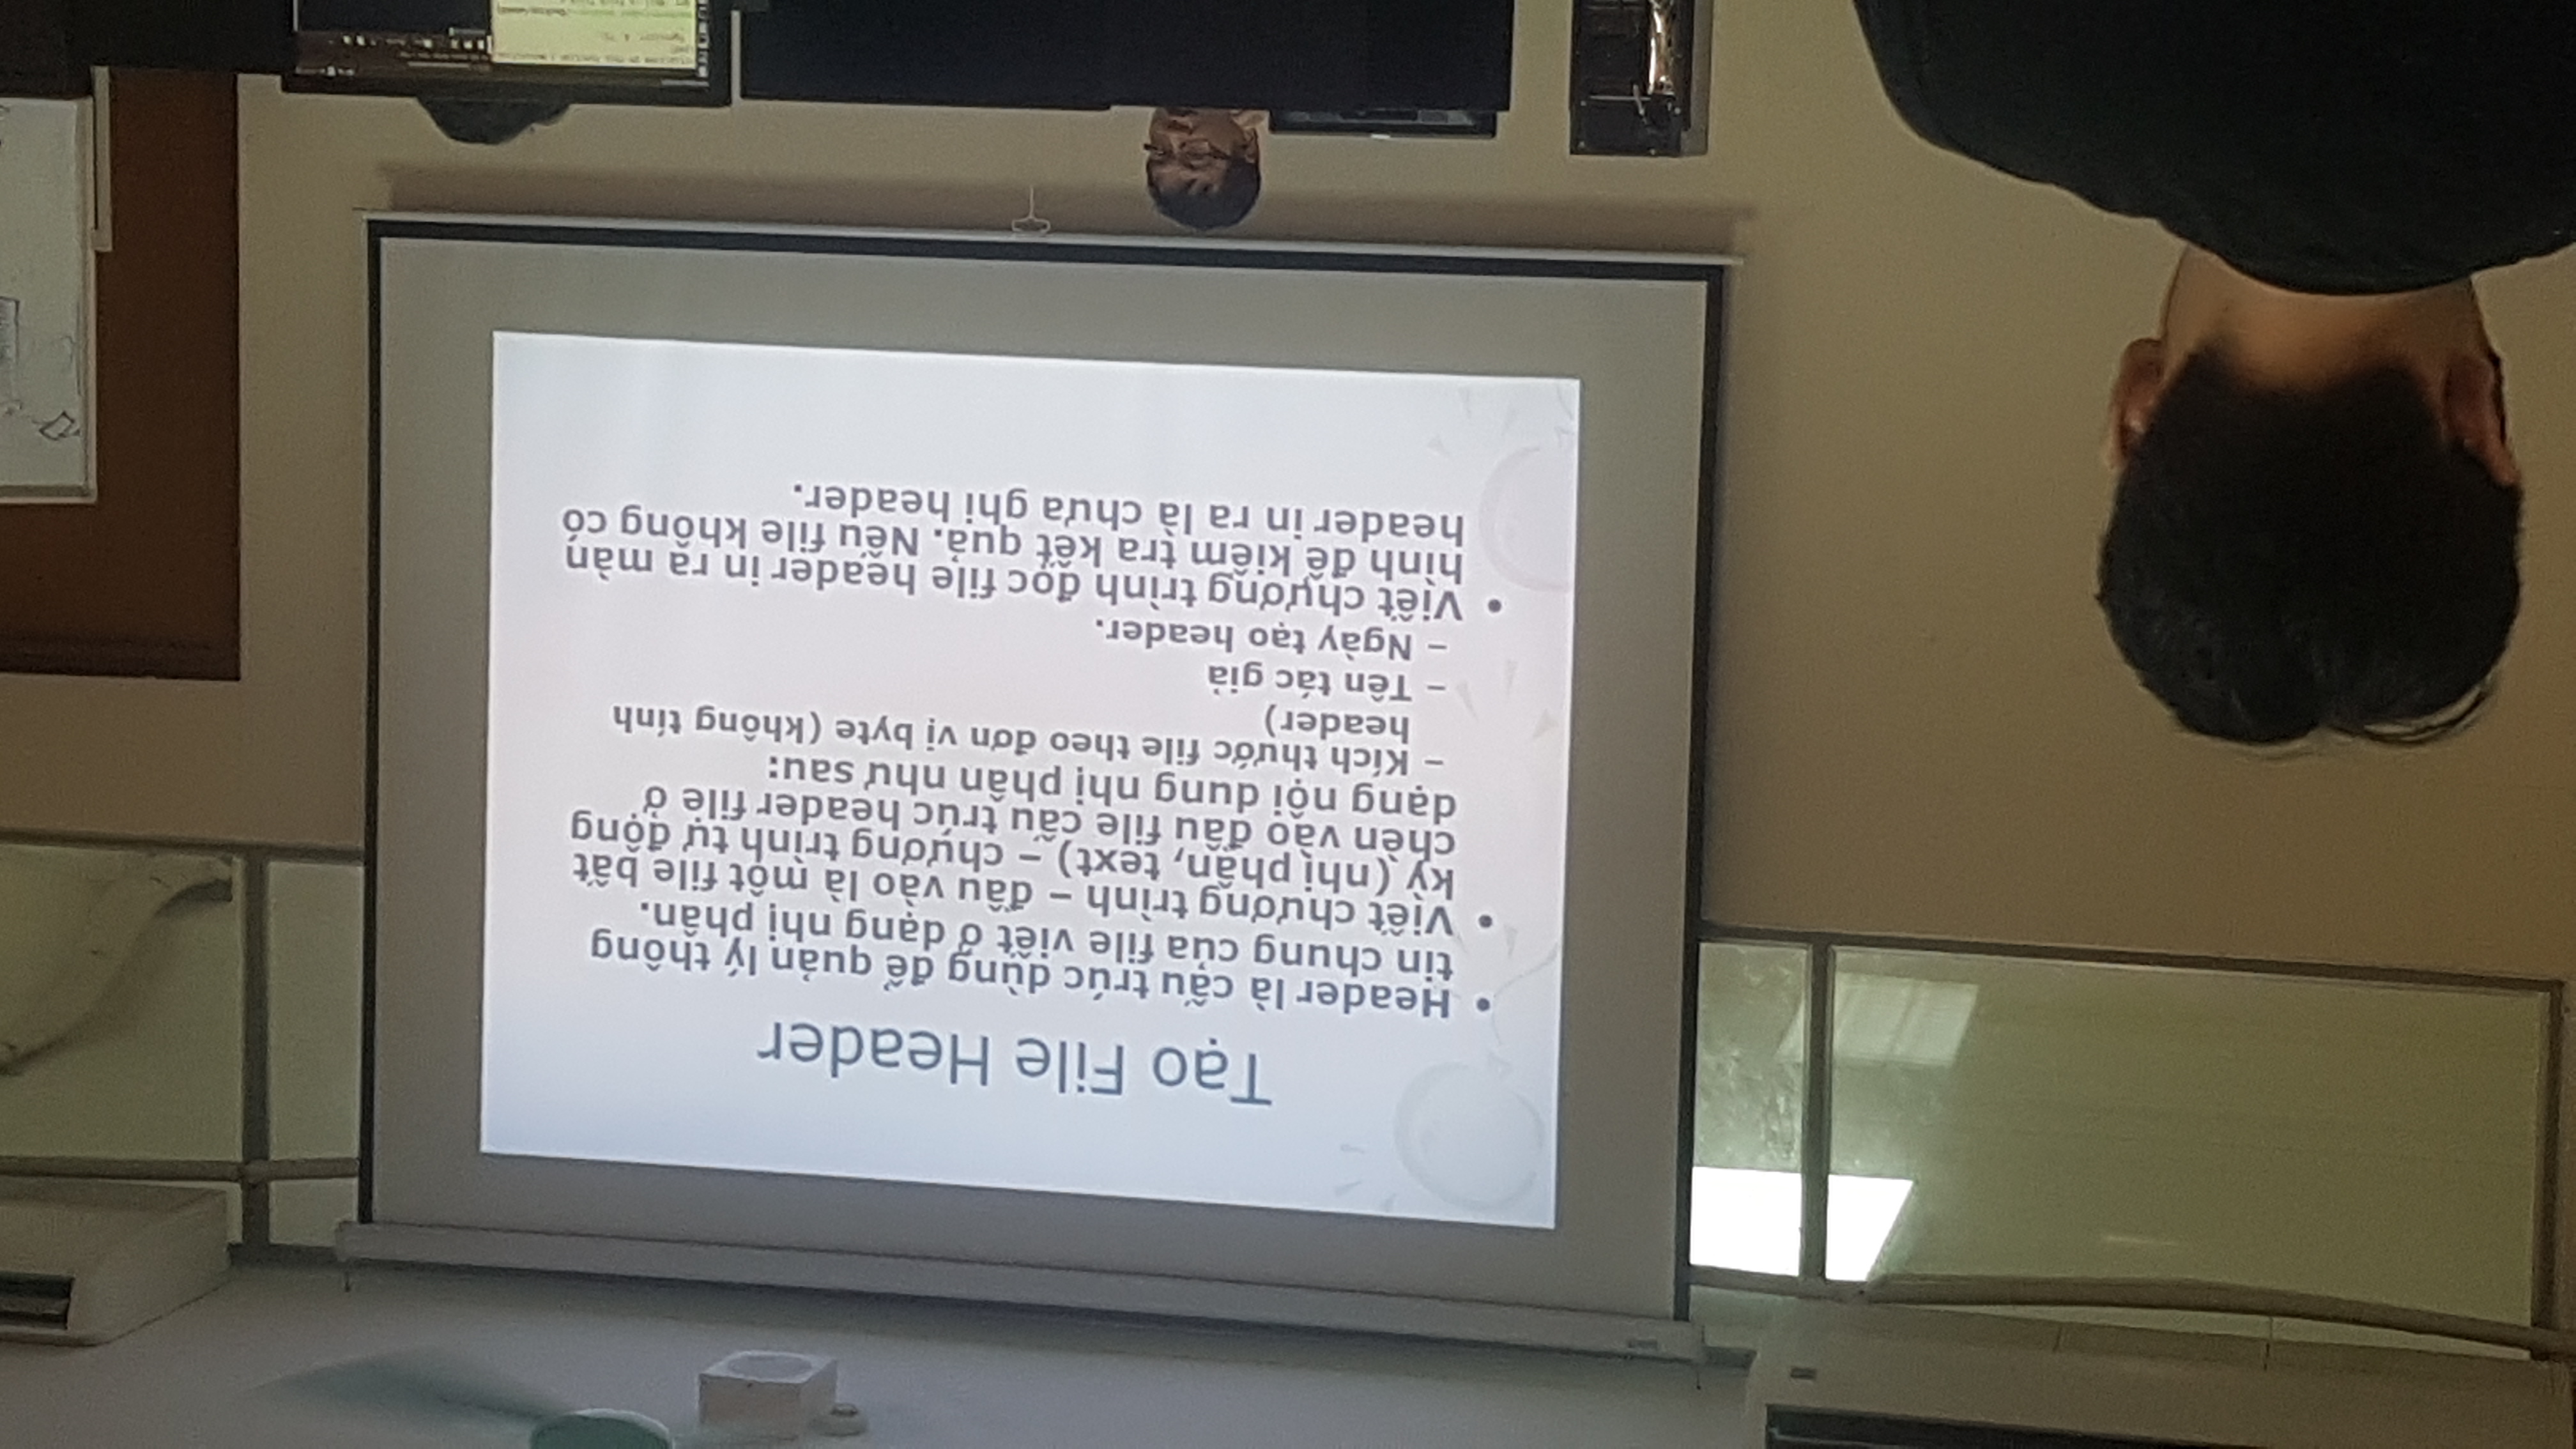 Tạo File Header
• Header là cấu trúc dùng để quản lý thông
tin chung của file viết ở dạng nhị phân.
• Viết chương trình – đầu vào là một file bất
kỳ (nhị phân, text) – chương trình tự động
chèn vào đầu file cấu trúc header file ở
dạng nội dung nhị phân như sau:
– Kích thước file theo đơn vị byte (không tính
header)
– Tên tác giả
– Ngày tạo header.
• Viết chương trình đọc file header in ra màn
hình để kiểm tra kết quả. Nếu file không có
header in ra là chưa ghi header.